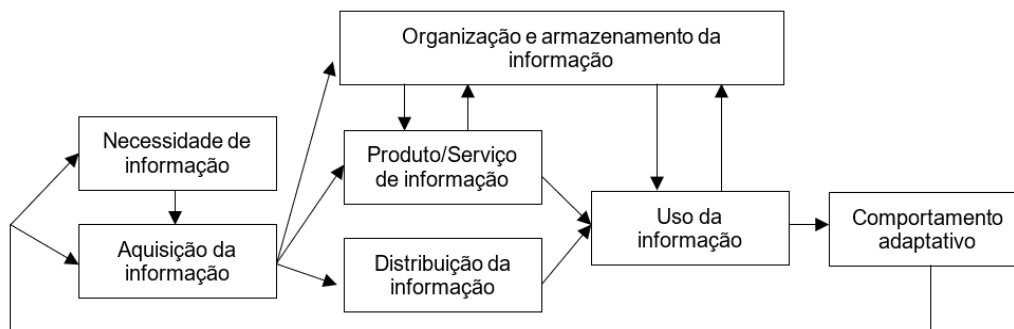 Organização e armazenamento da
informação
Necessidade de
informação
Produto/Serviço
de informação
Aquisição da
informação
Distribuição da
informação
Uso da
informação
Comportamento
adaptativo